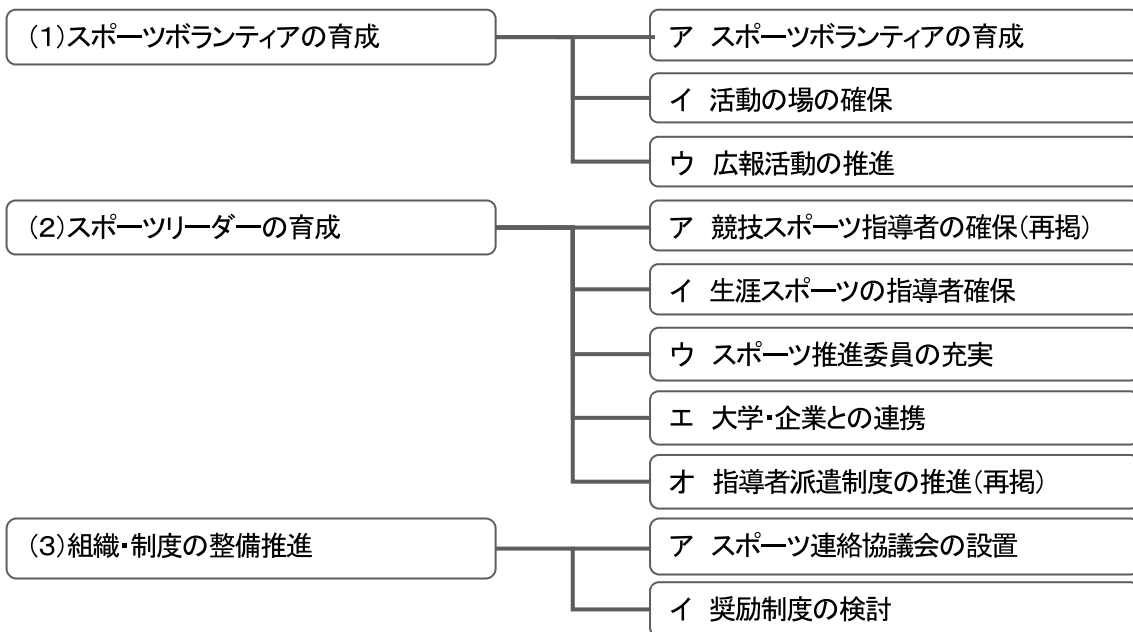 (1)スポーツボランティアの育成
ア スポーツボランティアの育成
イ 活動の場の確保
ウ 広報活動の推進
(2)スポーツリーダーの育成
ア 競技スポーツ指導者の確保(再掲)
イ 生涯スポーツの指導者確保
ウ スポーツ推進委員の充実
エ 大学・企業との連携
オ 指導者派遣制度の推進(再掲)
(3)組織・制度の整備推進
ア スポーツ連絡協議会の設置
イ 奨励制度の検討